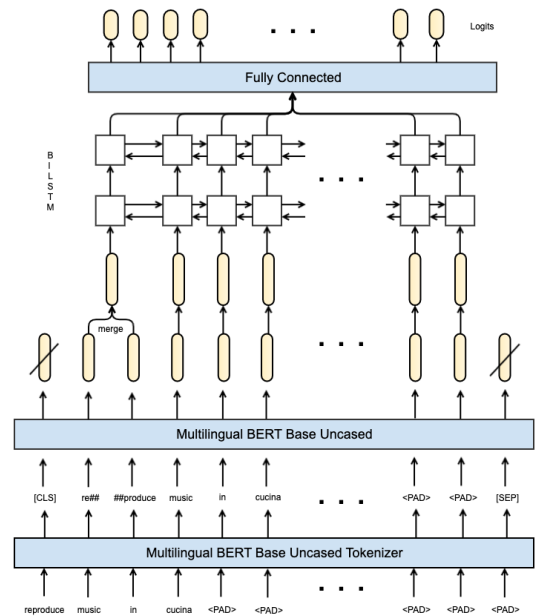 Logits
. . .
Fully Connected
BILSTM
. . .
merge
. . .
Multilingual BERT Base Uncased
[CLS] re## ##produce music in cucina . . . <PAD> <PAD> [SEP]
Multilingual BERT Base Uncased Tokenizer
reproduce music in cucina <PAD> <PAD> . . . <PAD> <PAD> <PAD>